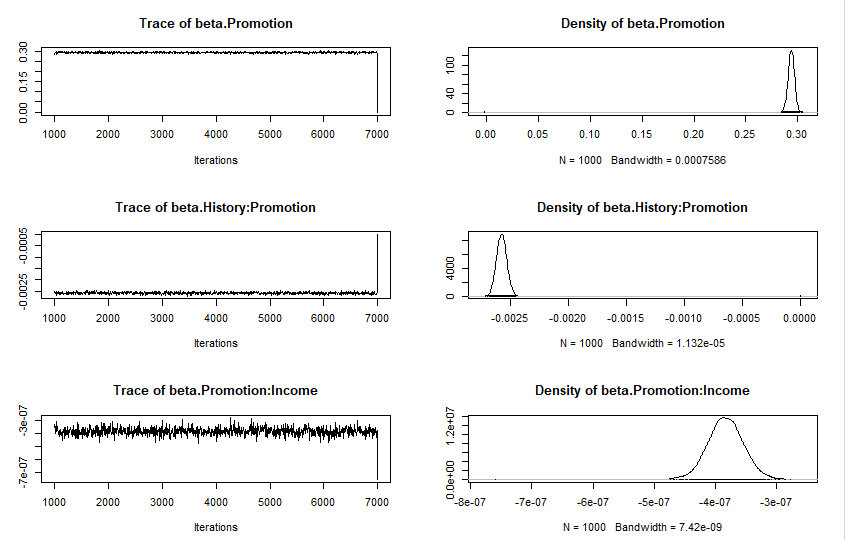 Trace of beta.Promotion
0.00 0.15 0.30
1000 2000 3000 4000 5000 6000 7000
Iterations
Density of beta.Promotion
0 40 100
0.00 0.05 0.10 0.15 0.20 0.25 0.30
N = 1000 Bandwidth = 0.0007586
Trace of beta.History:Promotion
-0.0025 -0.0005
1000 2000 3000 4000 5000 6000 7000
Iterations
Density of beta.History:Promotion
0 4000
-0.0025 -0.0020 -0.0015 -0.0010 -0.0005 0.0000
N = 1000 Bandwidth = 1.132e-05
Trace of beta.Promotion:Income
-7e-07 -3e-07
1000 2000 3000 4000 5000 6000 7000
Iterations
Density of beta.Promotion:Income
0.0e+00 1.2e+07
-8e-07 -7e-07 -6e-07 -5e-07 -4e-07 -3e-07
N = 1000 Bandwidth = 7.42e-09